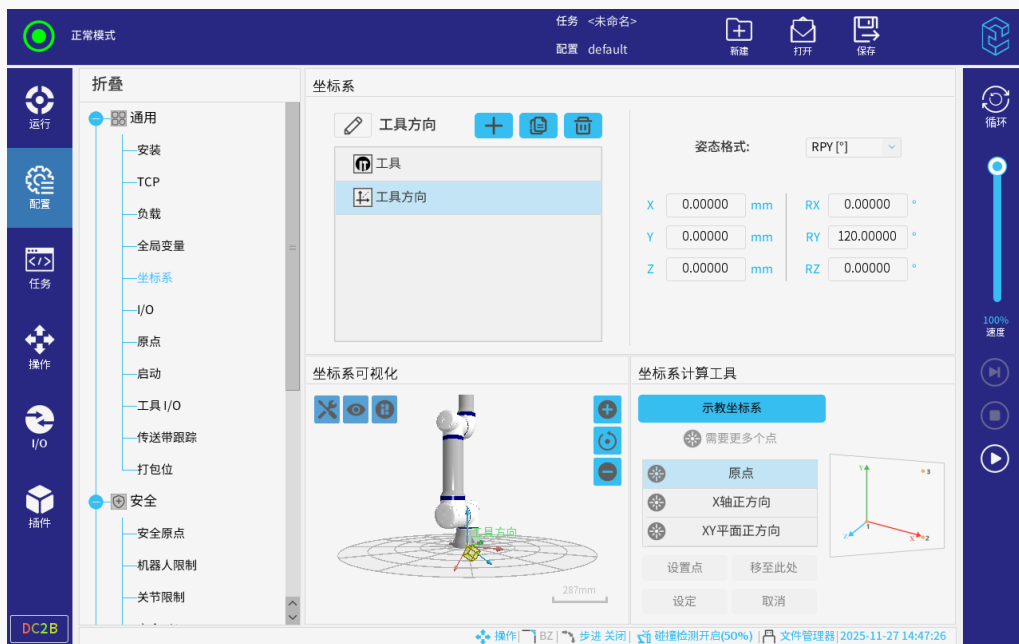 正常模式
任务 <未命名>
配置 default
新建
打开
保存
运行
配置
任务
操作
I/O
插件
DC2B
折叠
通用
安装
TCP
负载
全局变量
坐标系
I/O
原点
启动
工具 I/O
传送带跟踪
打包位
安全
安全原点
机器人限制
关节限制
坐标系
工具方向
工具
工具方向
姿态格式: RPY [°]
X 0.00000 mm RX 0.00000 °
Y 0.00000 mm RY 120.00000 °
Z 0.00000 mm RZ 0.00000 °
坐标系可视化
工具方向
287mm
坐标系计算工具
示教坐标系
需要更多个点
原点
X轴正方向
XY平面正方向
设置点 移至此处
设定 取消
Y
3
1
Z
X 2
循环
100%
速度
操作| BZ| 步进 关闭| 碰撞检测开启(50%) | 文件管理器| 2025-11-27 14:47:26